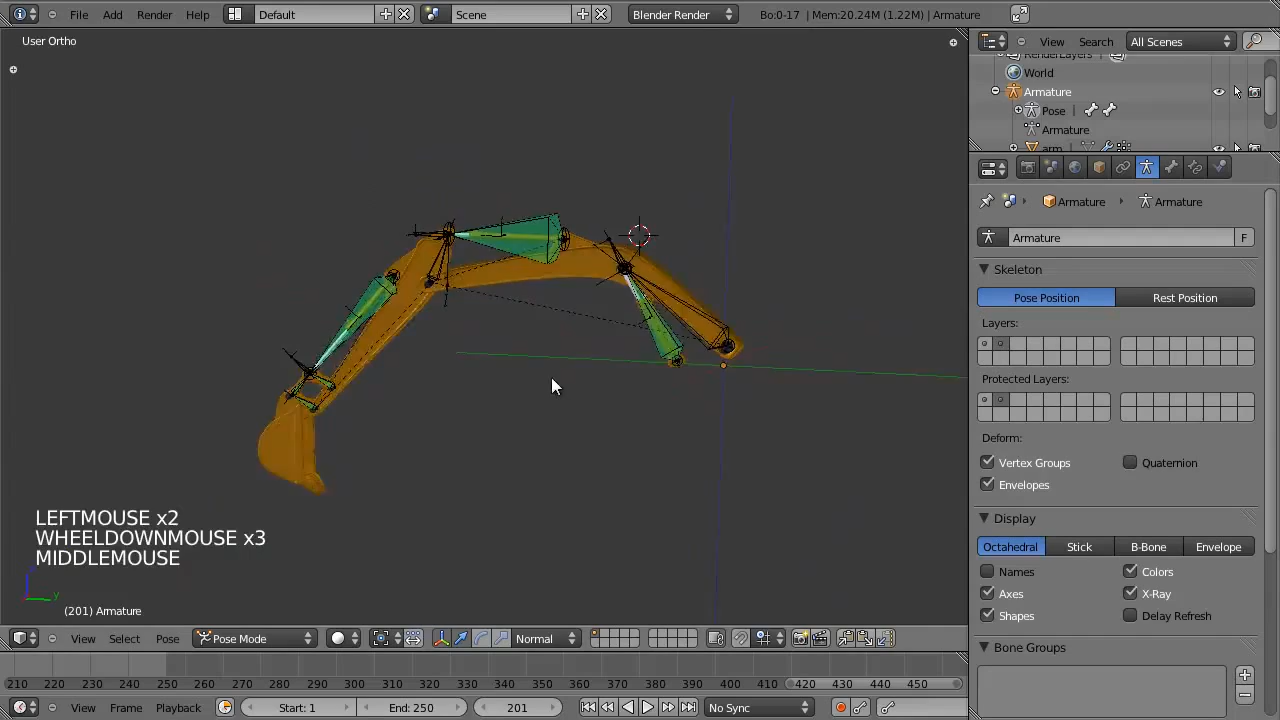 File Add Render Help Default Scene Blender Render Bo:0-17 | Mem:20.24M (1.22M) | Armature
User Ortho
View Search All Scenes
RenderLayers
World
Armature
Pose
Armature
arm
Armature Armature
Armature F
Skeleton
Pose Position Rest Position
Layers:
Protected Layers:
Deform:
Vertex Groups Quaternion
Envelopes
Display
Octahedral Stick B-Bone Envelope
Names Colors
Axes X-Ray
Shapes Delay Refresh
Bone Groups
LEFTMOUSE x2
WHEELDOWNMOUSE x3
MIDDLEMOUSE
y
(201) Armature
View Select Pose Pose Mode Normal
210 220 230 240 250 260 270 280 290 300 310 320 330 340 350 360 370 380 390 400 410 420 430 440 450
View Frame Playback Start: 1 End: 250 201 No Sync